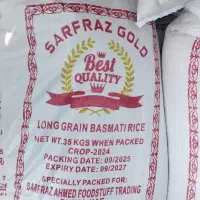 SARFRAZ GOLD
Best
QUALITY
LONG GRAIN BASMATI RICE
NET WT.35 KGS WHEN PACKED
CROP-2024
PACKING DATE: 09/2025
EXPIRY DATE: 09/2027
SPECIALLY PACKED FOR:
SARFRAZ AHMED FOODSTUFF TRADING